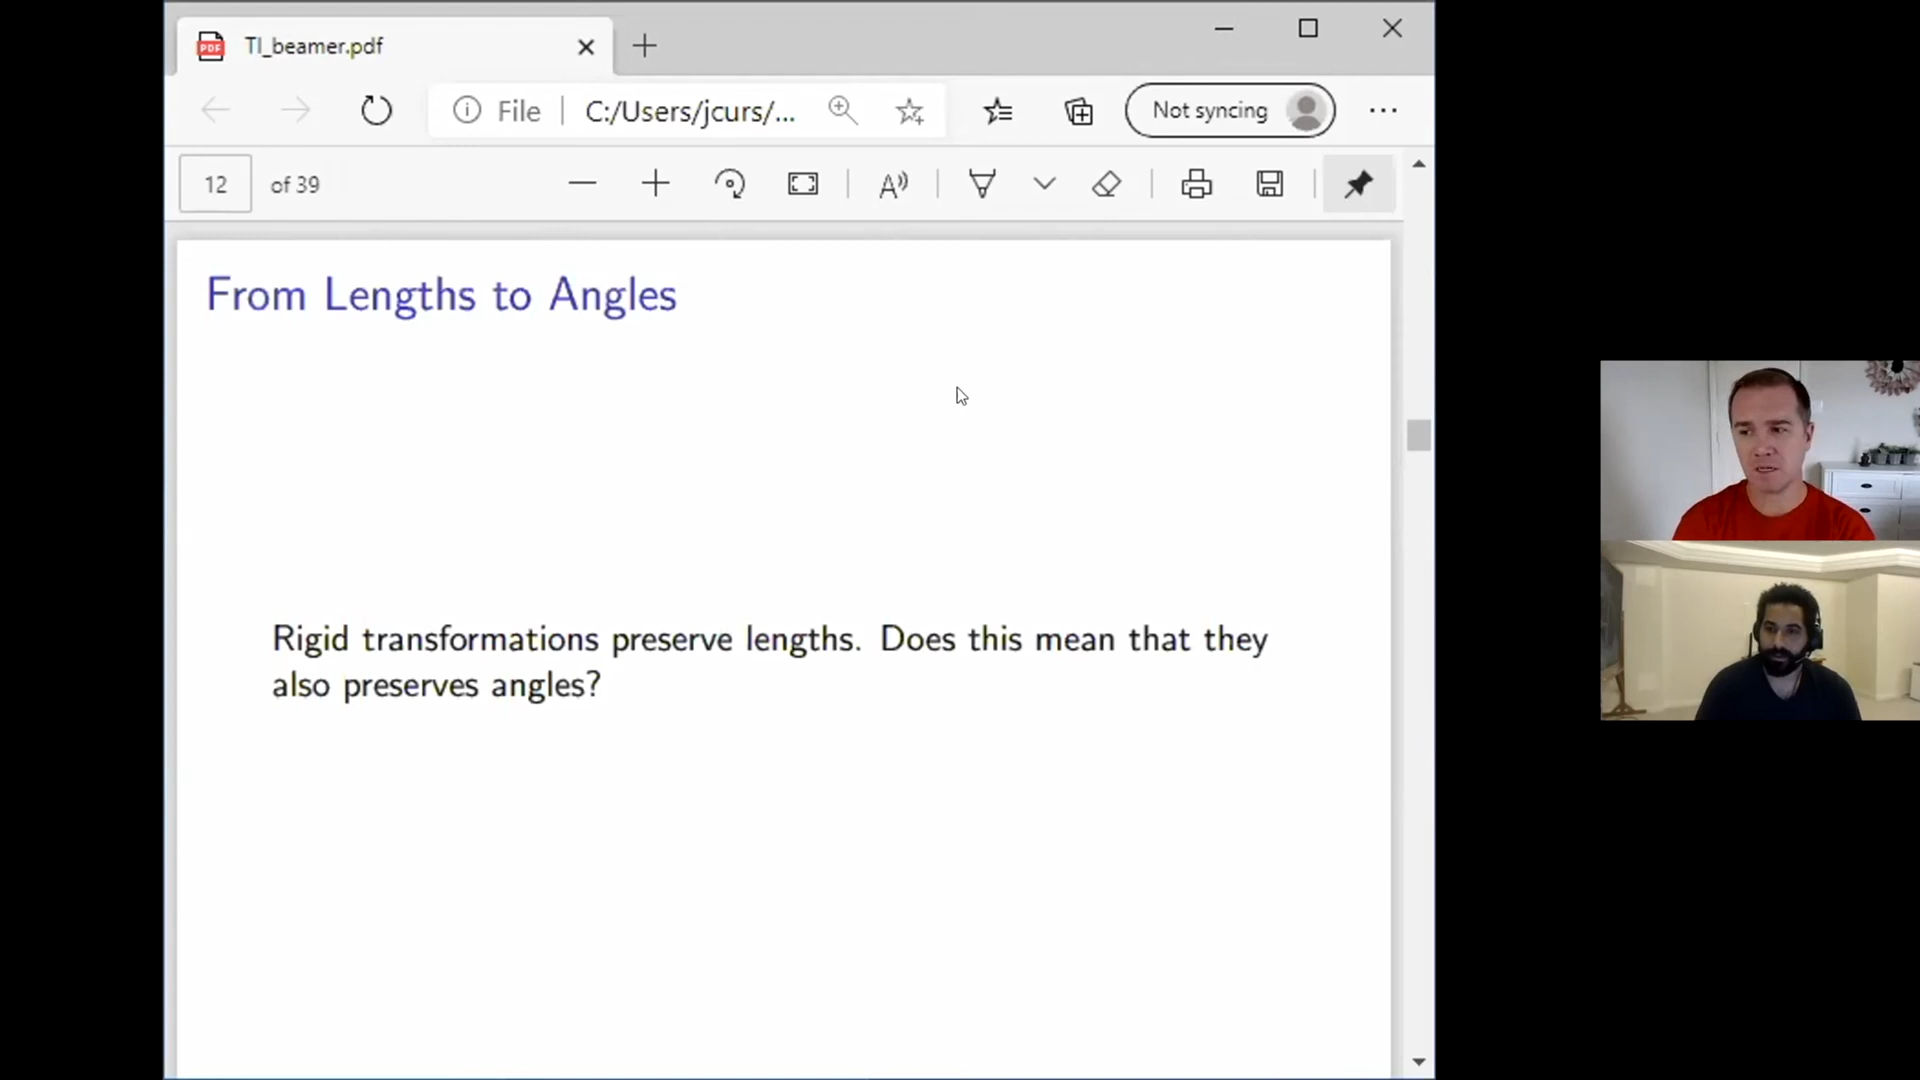 TI_beamer.pdf
File
C:/Users/jcurs/...
Not syncing
12 of 39
From Lengths to Angles
Rigid transformations preserve lengths. Does this mean that they
also preserves angles?